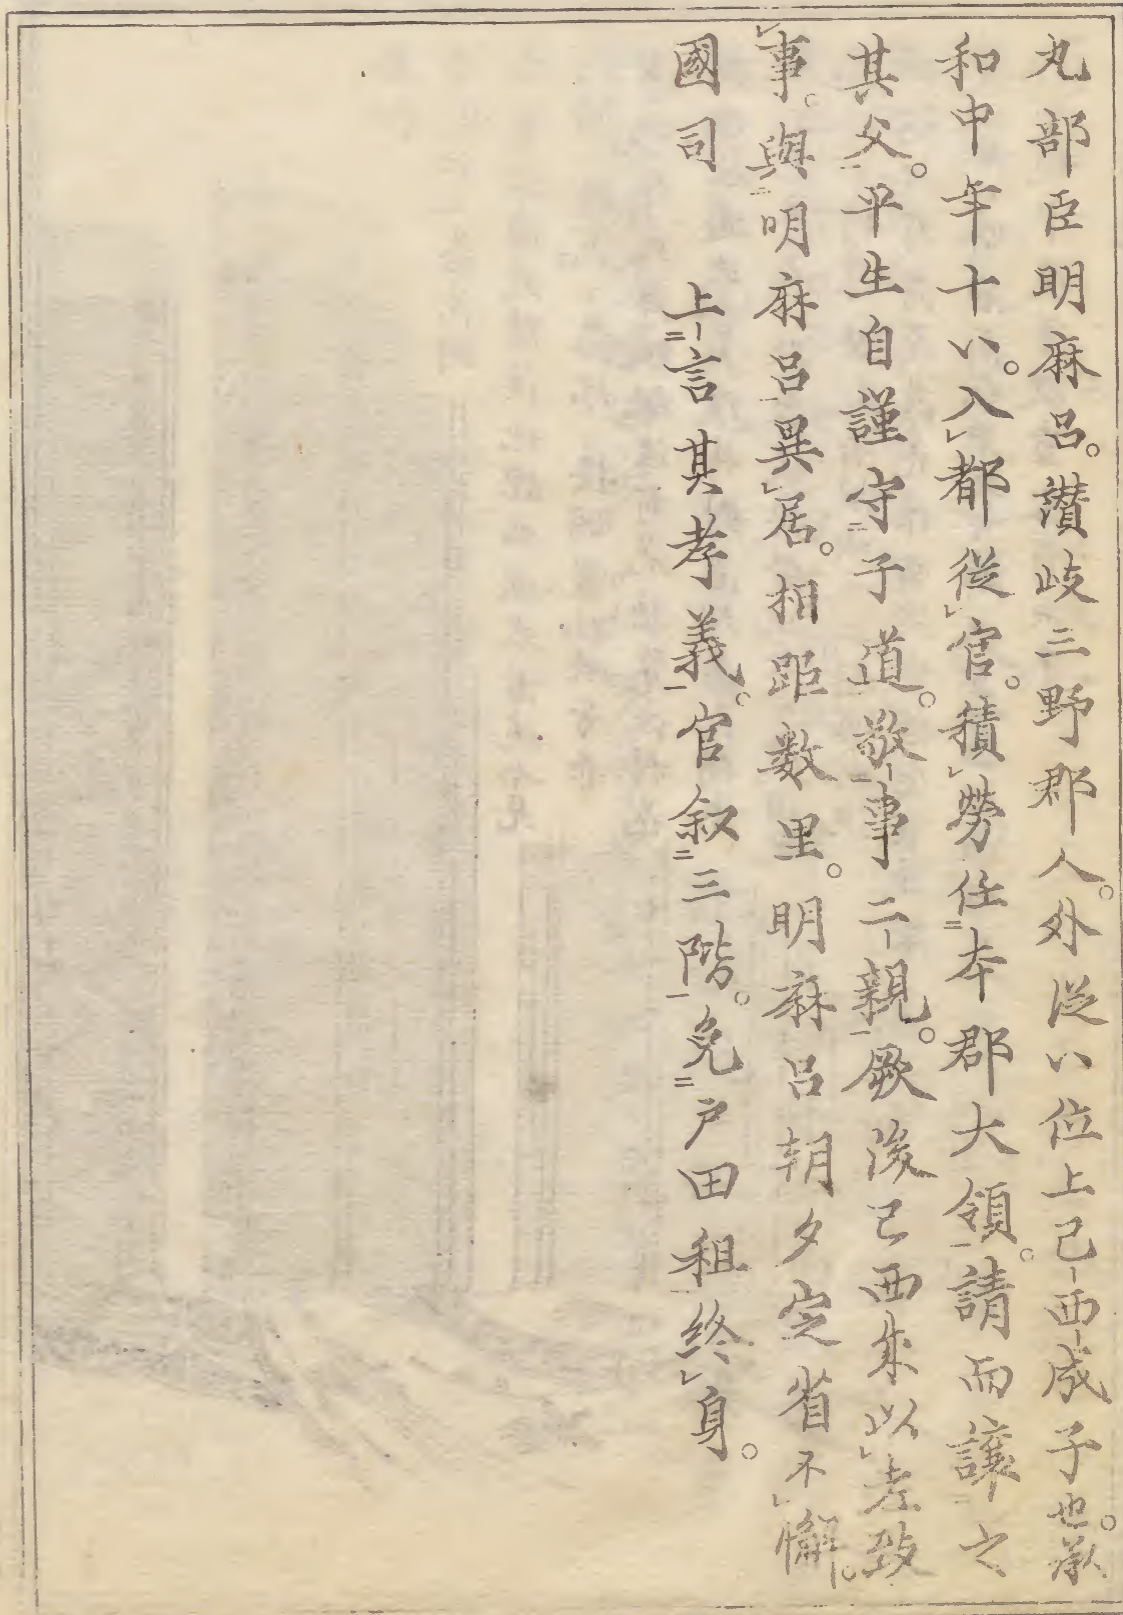 丸部臣明麻呂。讃岐三野郡人。外從八位上己西成子也。承
和中年十八。入都從官。積勞任本郡大領。請而讓之
其父。平生自謹守子道。敬事二親。厥後己西成以老致
事。與明麻呂異居。相距數里。明麻呂朝夕定省不懈。
國司 上言其孝義。官叙三階。免戸田租終身。